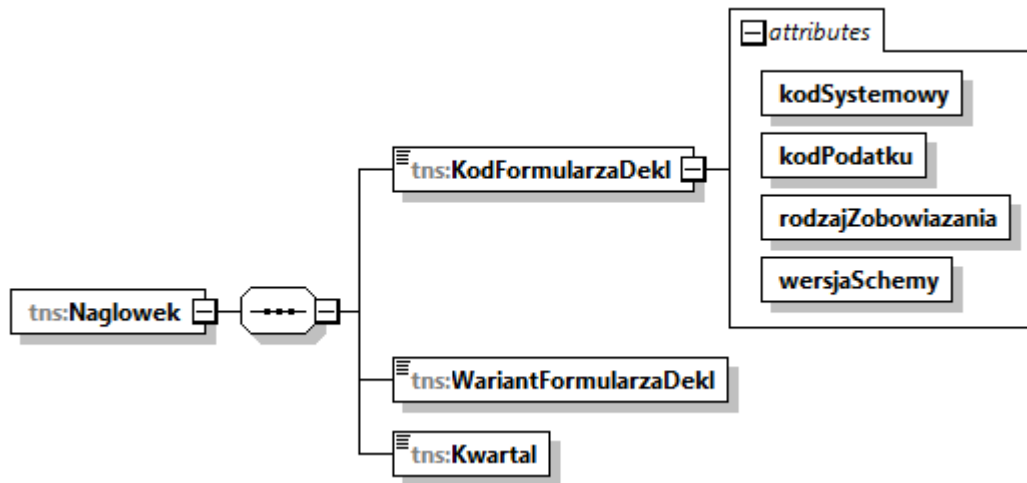 attributes
kodSystemowy
kodPodatku
rodzajZobowiazania
wersjaSchemy
tns:KodFormularzaDekl
tns:Naglowek
tns:WariantFormularzaDekl
tns:Kwartal